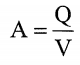 A = Q/V